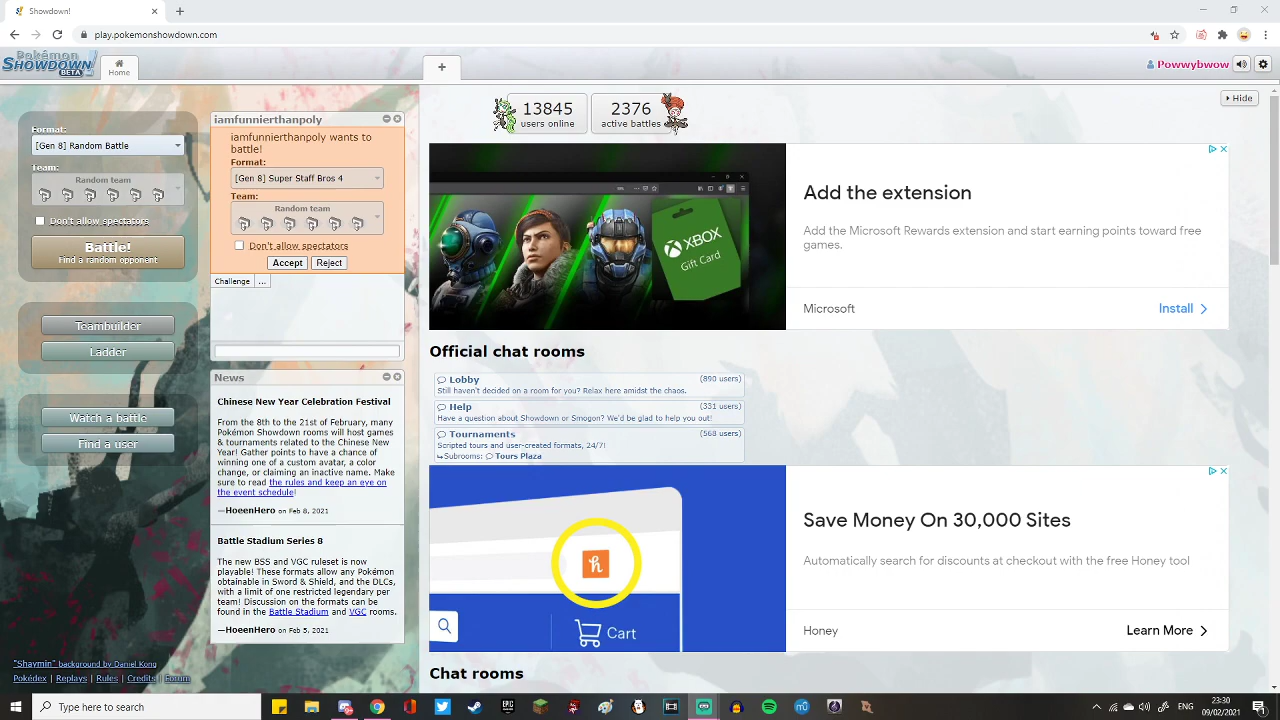 Showdown!
play.pokemonshowdown.com
Pokémon
SHOWDOWN!
BETA
Home
+
Powwybwow
Format:
[Gen 8] Random Battle
Team:
Random team
Don't allow spectators
Battle!
Find a random opponent
Teambuilder
Ladder
Watch a battle
Find a user
"Shaymin" background by Daniel Kong
Pokédex | Replays | Rules | Credits | Forum
iamfunnierthanpoly
iamfunnierthanpoly wants to
battle!
Format:
[Gen 8] Super Staff Bros 4
Team:
Random team
Don't allow spectators
Accept
Reject
Challenge
...
News
Chinese New Year Celebration
Festival
From the 8th to the 21st of February, many
Pokémon Showdown rooms will host games
& tournaments related to the Chinese New
Year! Gather points to have a chance of
winning one of a custom avatar, a color
change, or claiming an inactive name. Make
sure to read the rules and keep an eye on
the event schedule!
—HoeenHero on Feb 8, 2021
Battle Stadium Series 8
The new BSS and VGC ruleset is now
playable! These formats allow any Pokémon
obtainable in Sword & Shield, and the DLCs,
with a limit of one restricted legendary per
team! Discussion on the formats can be
found in the Battle Stadium and VGC rooms.
—HoeenHero on Feb 5, 2021
13845
users online
2376
active battles
Hide
XBOX
Gift Card
Add the extension
Add the Microsoft Rewards extension and start earning points toward free
games.
Microsoft
Install
Official chat rooms
Lobby
(890 users)
Still haven't decided on a room for you? Relax here amidst the chaos.
Help
(331 users)
Have a question about Showdown or Smogon? We'd be glad to help you out!
Tournaments
(568 users)
Scripted tours and user-created formats, 24/7!
Subrooms: Tours Plaza
h
Cart
Save Money On 30,000 Sites
Automatically search for discounts at checkout with the free Honey tool
Honey
Learn More
Chat rooms
Type here to search
EPIC
23:30
09/02/2021